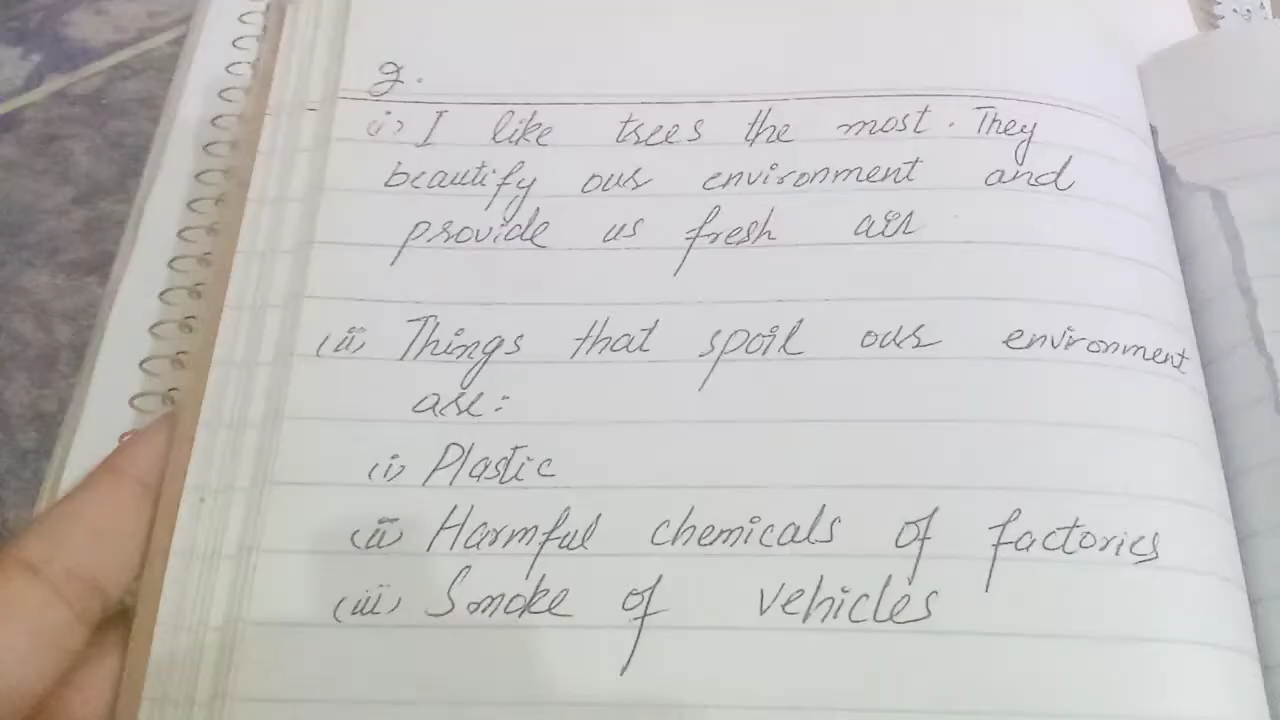 2.
(i) I like trees the most. They
beautify our environment and
provide us fresh air
(ii) Things that spoil our environment
are:
(i) Plastic
(ii) Harmful chemicals of factories
(iii) Smoke of vehicles